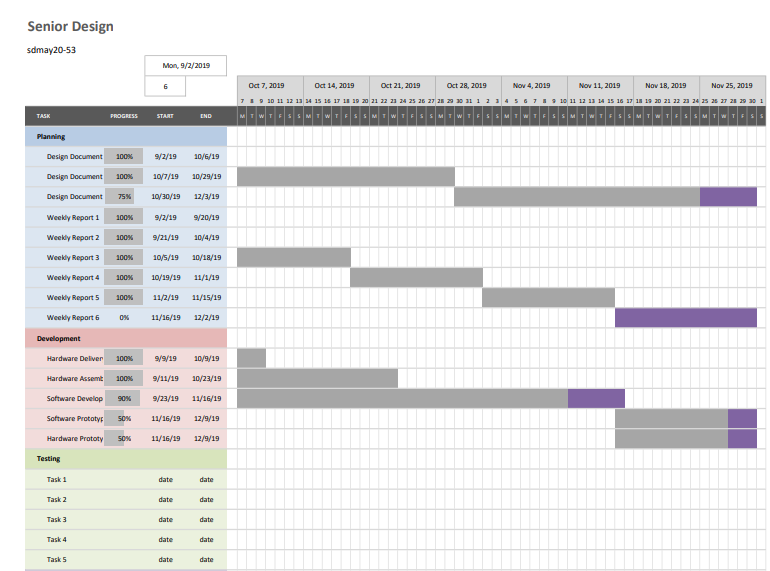 Senior Design
sdmay20-53
Mon, 9/2/2019
6
Oct 7, 2019 Oct 14, 2019 Oct 21, 2019 Oct 28, 2019 Nov 4, 2019 Nov 11, 2019 Nov 18, 2019 Nov 25, 2019
7 8 9 10 11 12 13 14 15 16 17 18 19 20 21 22 23 24 25 26 27 28 29 30 31 1 2 3 4 5 6 7 8 9 10 11 12 13 14 15 16 17 18 19 20 21 22 23 24 25 26 27 28 29 30 1
TASK PROGRESS START END M T W T F S S M T W T F S S M T W T F S S M T W T F S S M T W T F S S M T W T F S S M T W T F S S M T W T F S S
Planning
Design Document 100% 9/2/19 10/6/19
Design Document 100% 10/7/19 10/29/19
Design Document 75% 10/30/19 12/3/19
Weekly Report 1 100% 9/2/19 9/20/19
Weekly Report 2 100% 9/21/19 10/4/19
Weekly Report 3 100% 10/5/19 10/18/19
Weekly Report 4 100% 10/19/19 11/1/19
Weekly Report 5 100% 11/2/19 11/15/19
Weekly Report 6 0% 11/16/19 12/2/19
Development
Hardware Deliver 100% 9/9/19 10/9/19
Hardware Assemb 100% 9/11/19 10/23/19
Software Develop 90% 9/23/19 11/16/19
Software Prototyp 50% 11/16/19 12/9/19
Hardware Prototy 50% 11/16/19 12/9/19
Testing
Task 1 date date
Task 2 date date
Task 3 date date
Task 4 date date
Task 5 date date